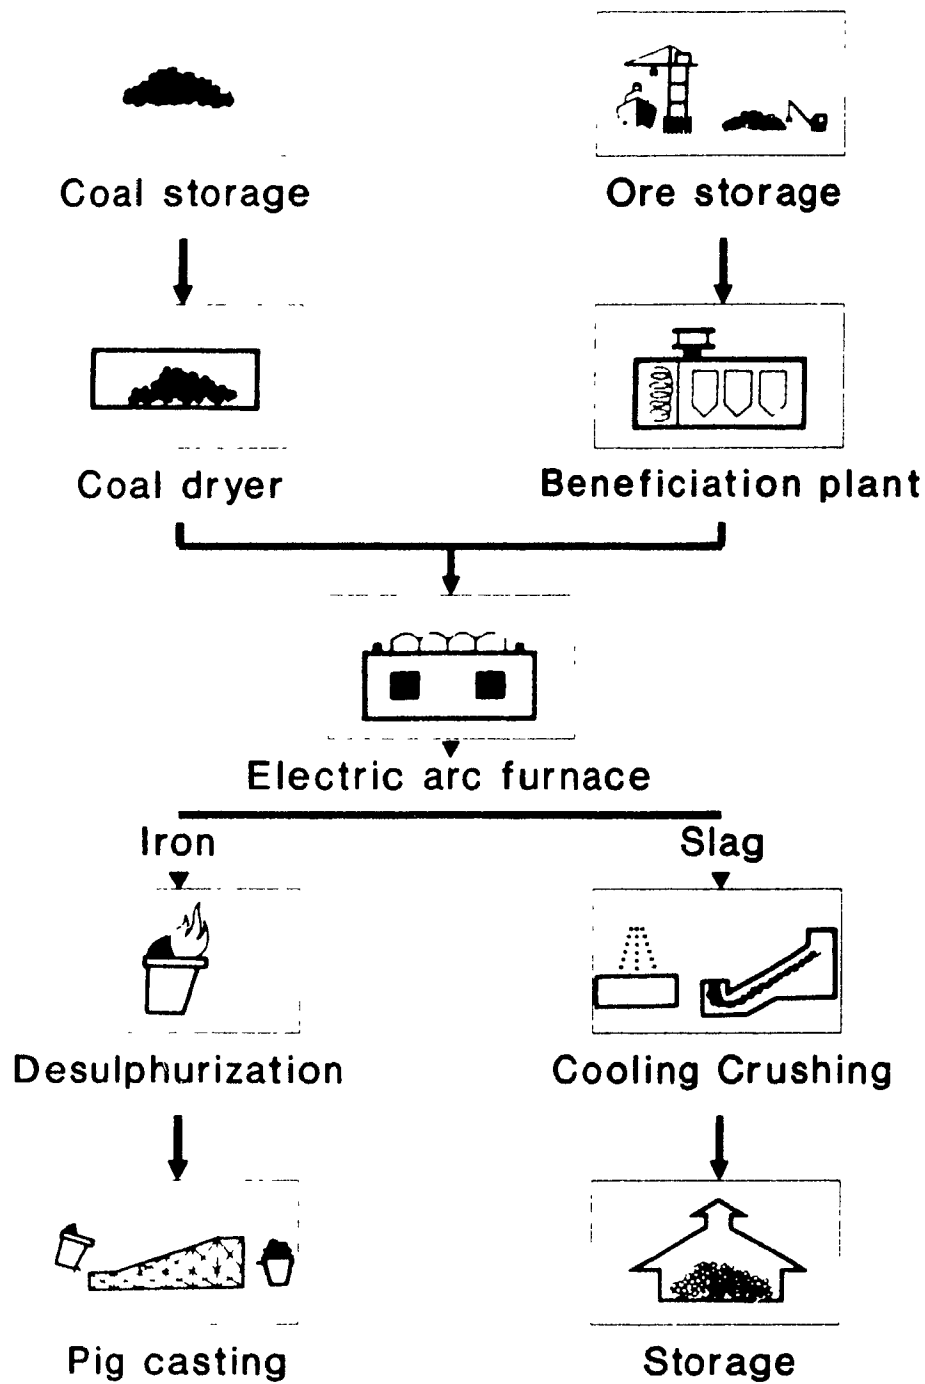 Coal storage
Ore storage
Coal dryer
Beneficiation plant
Electric arc furnace
Iron
Slag
Desulphurization
Cooling Crushing
Pig casting
Storage